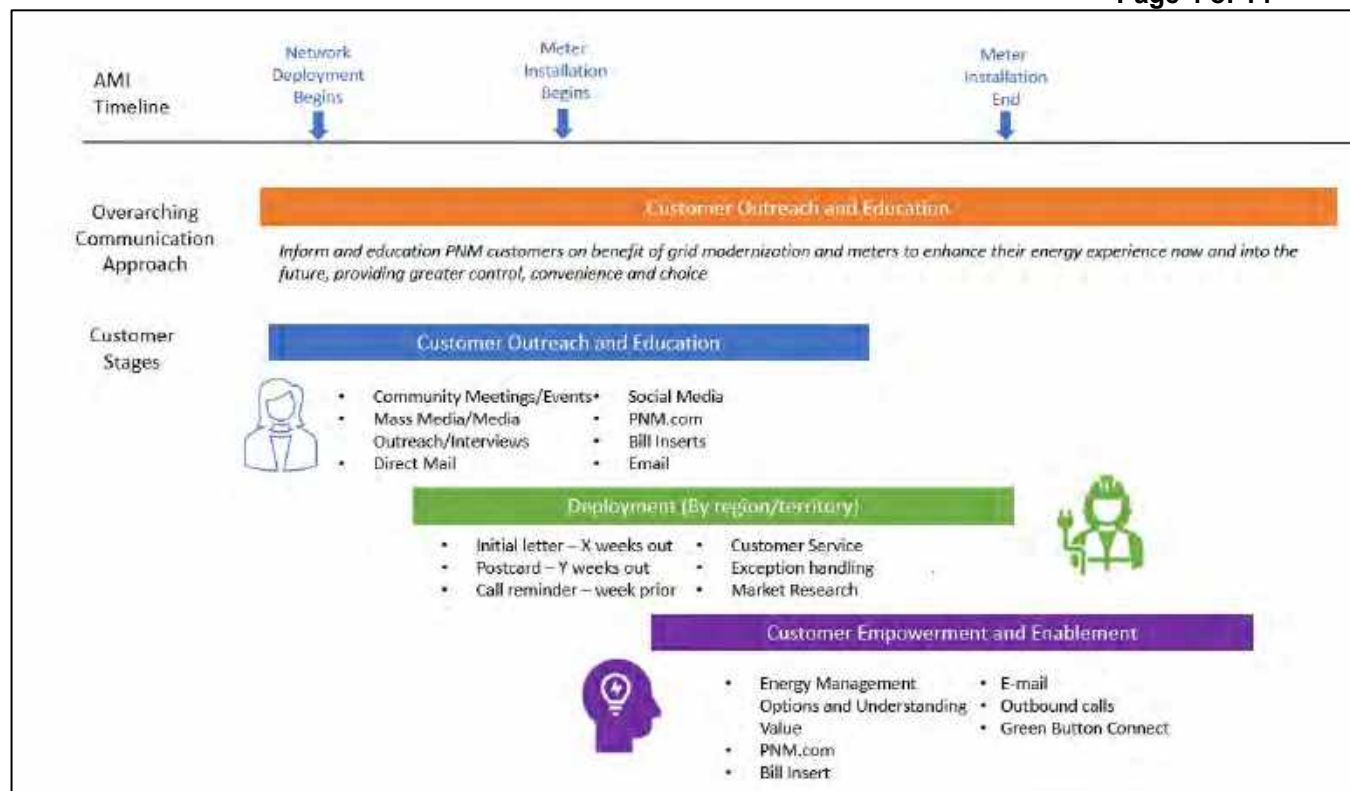 Network
Deployment
Begins
Meter
Installation
Begins
Meter
Installation
End
AMI
Timeline
Overarching
Communication
Approach
Customer Outreach and Education
Inform and education PNM customers on benefit of grid modernization and meters to enhance their energy experience now and into the
future, providing greater control, convenience and choice
Customer
Stages
Customer Outreach and Education
• Community Meetings/Events
• Mass Media/Media
Outreach/Interviews
• Direct Mail
• Social Media
• PNM.com
• Bill Inserts
• Email
Deployment (By region/territory)
• Initial letter – X weeks out
• Postcard – Y weeks out
• Call reminder – week prior
• Customer Service
• Exception handling
• Market Research
Customer Empowerment and Enablement
• Energy Management
Options and Understanding
Value
• PNM.com
• Bill Insert
• E-mail
• Outbound calls
• Green Button Connect